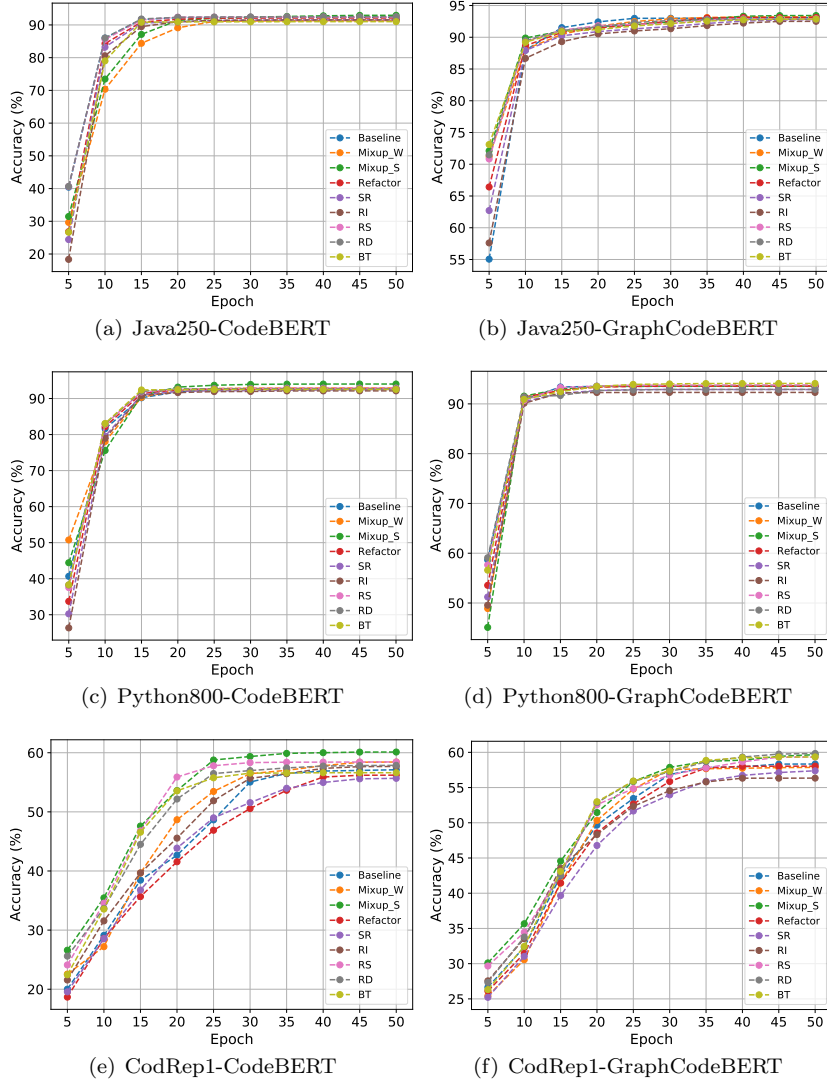 90
80
70
60
50
40
30
20
Accuracy (%)
Baseline
Mixup_W
Mixup_S
Refactor
SR
RI
RS
RD
BT
5 10 15 20 25 30 35 40 45 50
Epoch
(a) Java250-CodeBERT
95
90
85
80
75
70
65
60
55
Accuracy (%)
Baseline
Mixup_W
Mixup_S
Refactor
SR
RI
RS
RD
BT
5 10 15 20 25 30 35 40 45 50
Epoch
(b) Java250-GraphCodeBERT
90
80
70
60
50
40
30
Accuracy (%)
Baseline
Mixup_W
Mixup_S
Refactor
SR
RI
RS
RD
BT
5 10 15 20 25 30 35 40 45 50
Epoch
(c) Python800-CodeBERT
90
80
70
60
50
Accuracy (%)
Baseline
Mixup_W
Mixup_S
Refactor
SR
RI
RS
RD
BT
5 10 15 20 25 30 35 40 45 50
Epoch
(d) Python800-GraphCodeBERT
60
50
40
30
20
Accuracy (%)
Baseline
Mixup_W
Mixup_S
Refactor
SR
RI
RS
RD
BT
5 10 15 20 25 30 35 40 45 50
Epoch
(e) CodRep1-CodeBERT
60
55
50
45
40
35
30
25
Accuracy (%)
Baseline
Mixup_W
Mixup_S
Refactor
SR
RI
RS
RD
BT
5 10 15 20 25 30 35 40 45 50
Epoch
(f) CodRep1-GraphCodeBERT